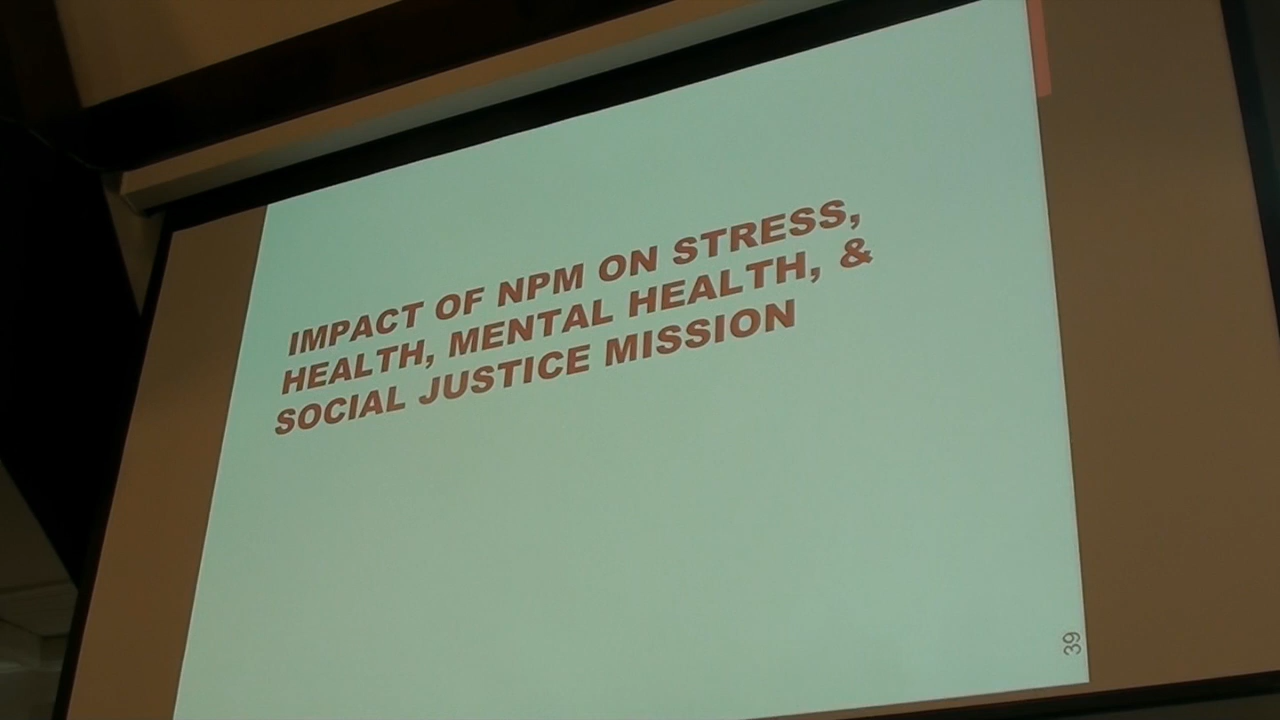 IMPACT OF NPM ON STRESS,
HEALTH, MENTAL HEALTH, &
SOCIAL JUSTICE MISSION
39